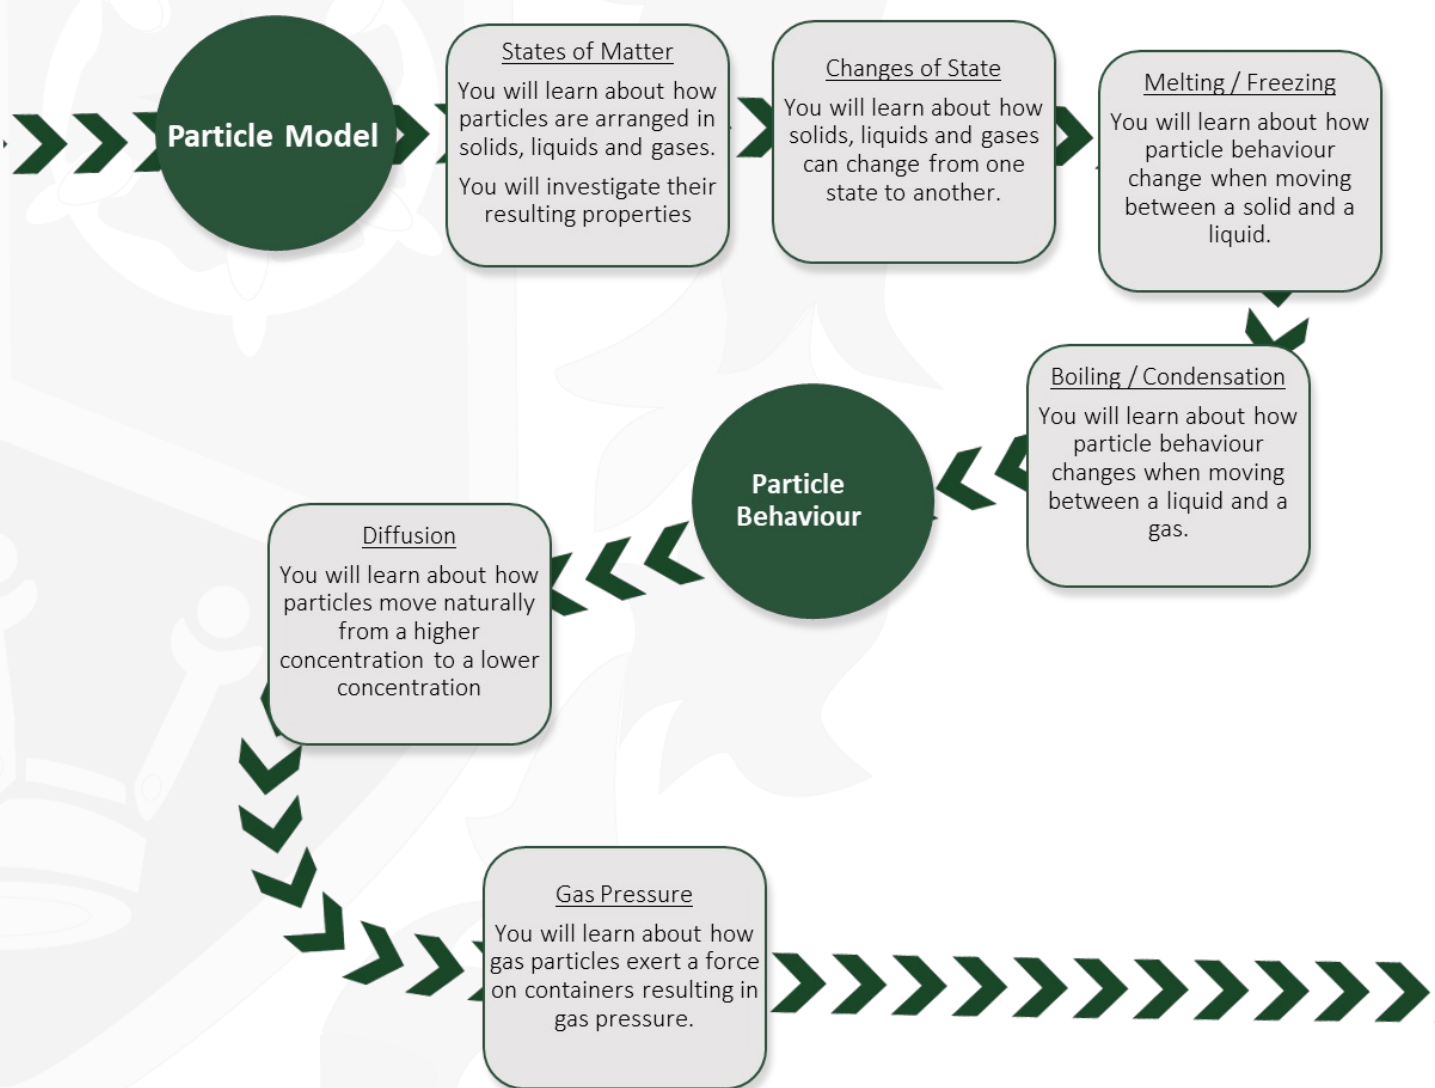 Particle Model
States of Matter
You will learn about how
particles are arranged in
solids, liquids and gases.
You will investigate their
resulting properties
Changes of State
You will learn about how
solids, liquids and gases
can change from one
state to another.
Melting / Freezing
You will learn about how
particle behaviour
change when moving
between a solid and a
liquid.
Boiling / Condensation
You will learn about how
particle behaviour
changes when moving
between a liquid and a
gas.
Particle
Behaviour
Diffusion
You will learn about how
particles move naturally
from a higher
concentration to a lower
concentration
Gas Pressure
You will learn about how
gas particles exert a force
on containers resulting in
gas pressure.